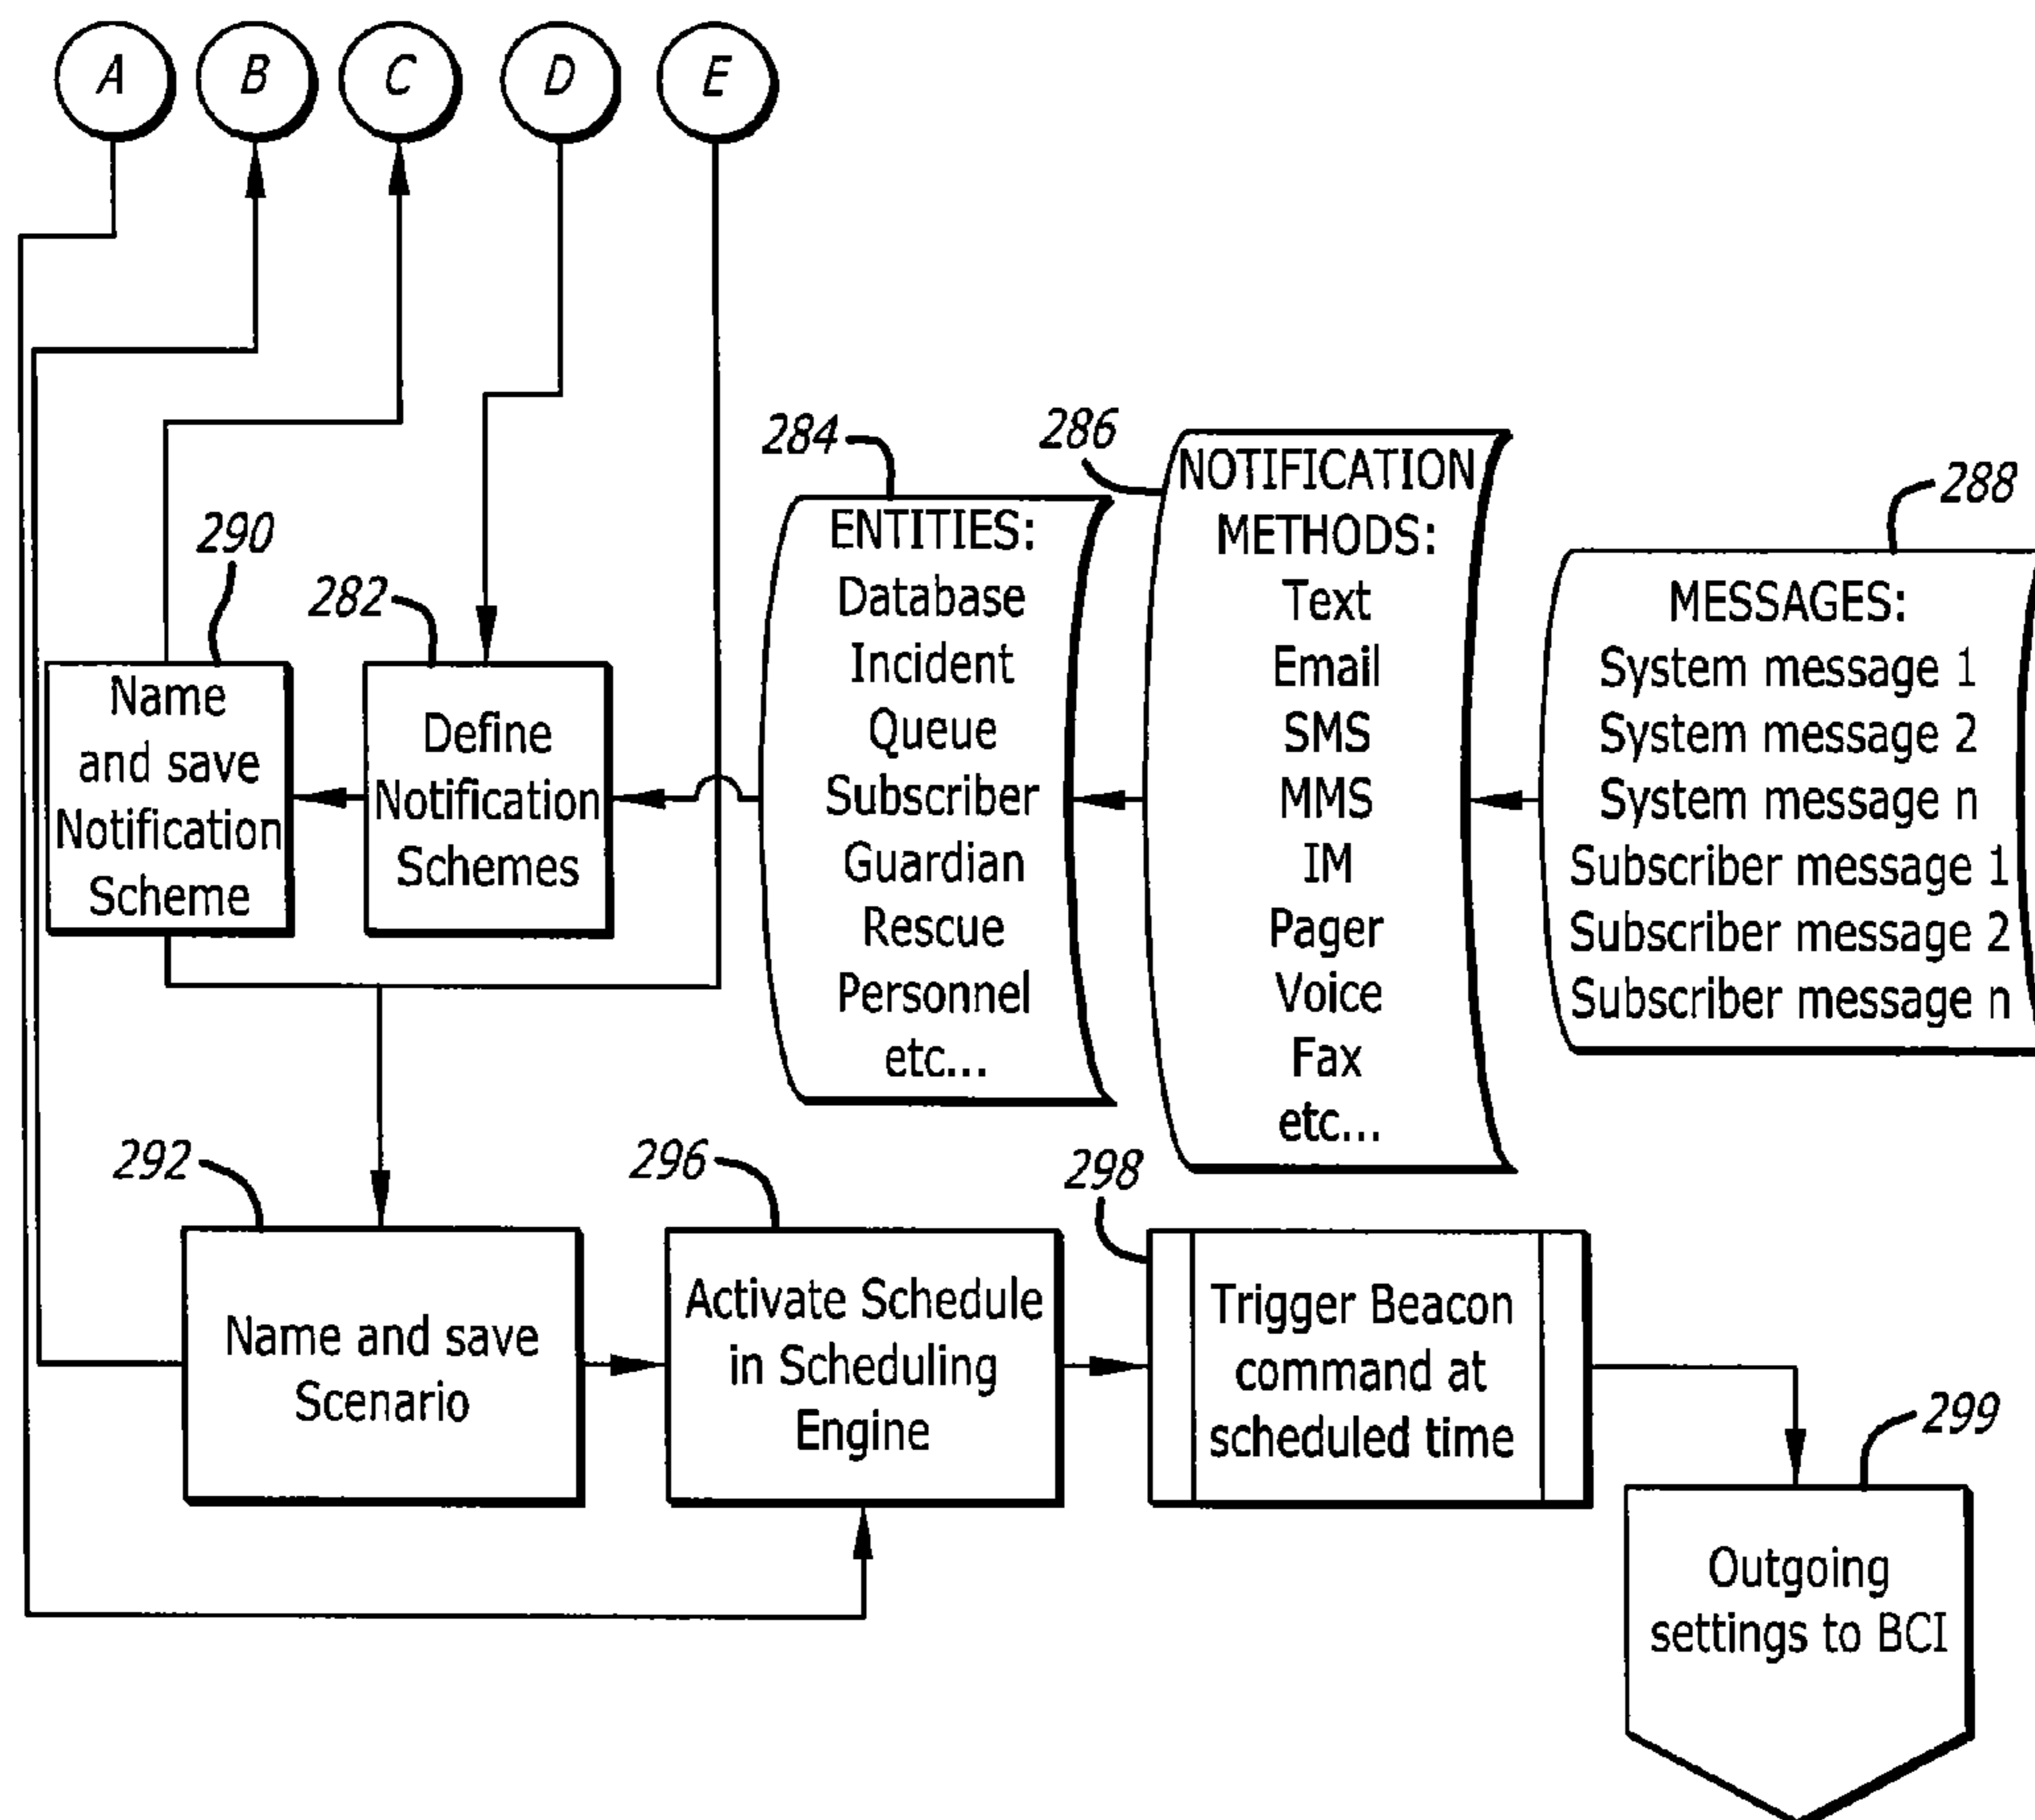 A
B
C
D
E
284
286
288
290
282
NOTIFICATION
METHODS:
Text
Email
SMS
MMS
IM
Pager
Voice
Fax
etc...
ENTITIES:
Database
Incident
Queue
Subscriber
Guardian
Rescue
Personnel
etc...
MESSAGES:
System message 1
System message 2
System message n
Subscriber message 1
Subscriber message 2
Subscriber message n
Name
and save
Notification
Scheme
Define
Notification
Schemes
292
296
298
299
Name and save
Scenario
Activate Schedule
in Scheduling
Engine
Trigger Beacon
command at
scheduled time
Outgoing
settings to BCI